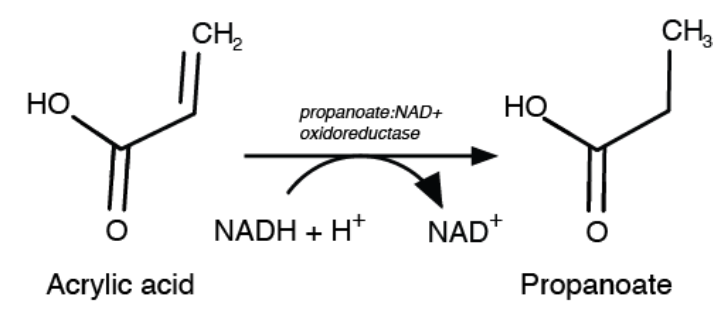 CH₂
HO
O
Acrylic acid
propanoate:NAD+
oxidoreductase
NADH + H⁺
NAD⁺
CH₃
HO
O
Propanoate